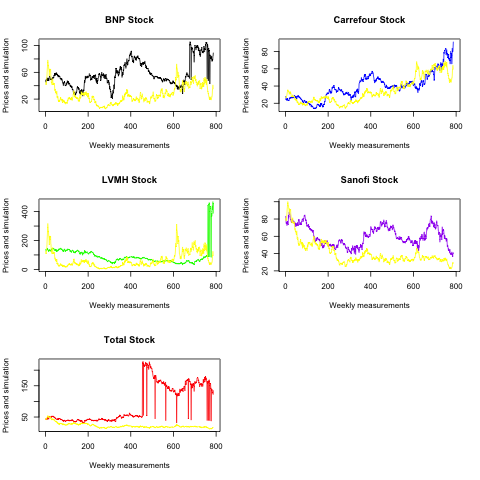 BNP Stock
Prices and simulation
20 60 100
0 200 400 600 800
Weekly measurements
Carrefour Stock
Prices and simulation
20 40 60 80
0 200 400 600 800
Weekly measurements
LVMH Stock
Prices and simulation
0 200 400
0 200 400 600 800
Weekly measurements
Sanofi Stock
Prices and simulation
20 40 60 80
0 200 400 600 800
Weekly measurements
Total Stock
Prices and simulation
50 150
0 200 400 600 800
Weekly measurements